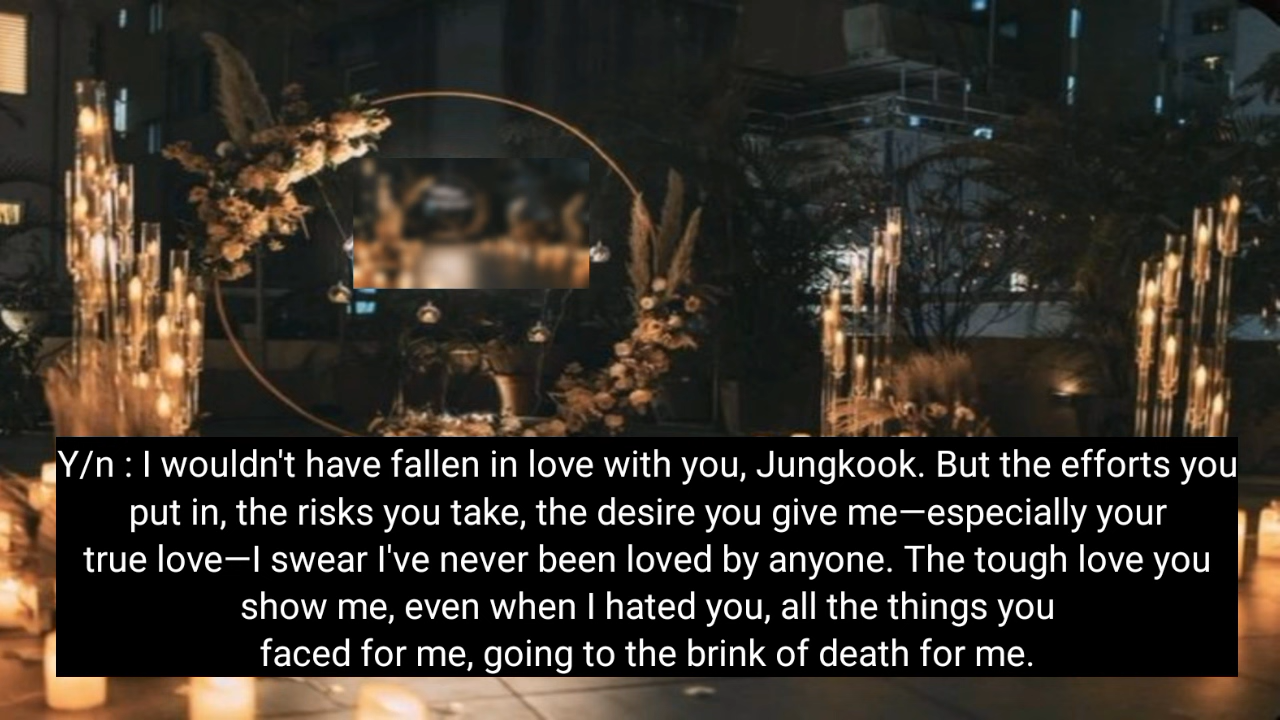 Y/n : I wouldn't have fallen in love with you, Jungkook. But the efforts you
put in, the risks you take, the desire you give me—especially your
true love—I swear I've never been loved by anyone. The tough love you
show me, even when I hated you, all the things you
faced for me, going to the brink of death for me.